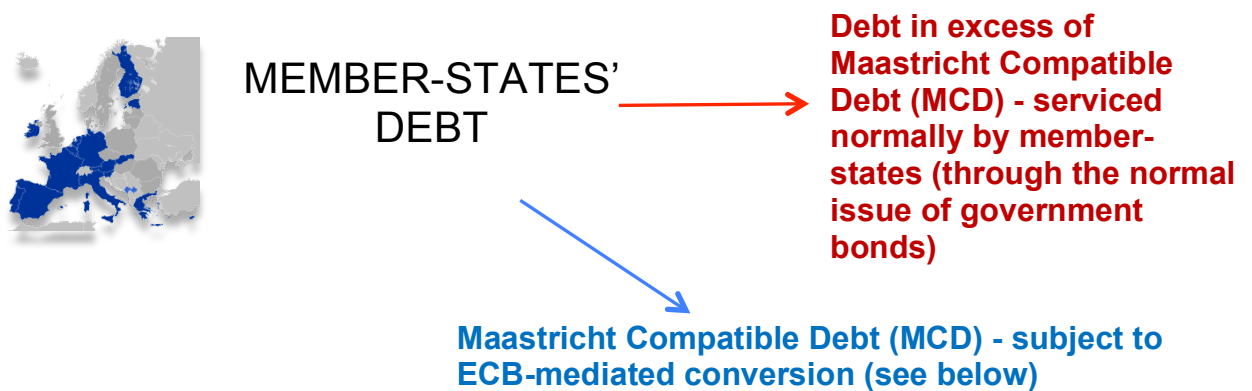 MEMBER-STATES’
DEBT
Debt in excess of
Maastricht Compatible
Debt (MCD) - serviced
normally by member-
states (through the normal
issue of government
bonds)
Maastricht Compatible Debt (MCD) - subject to
ECB-mediated conversion (see below)